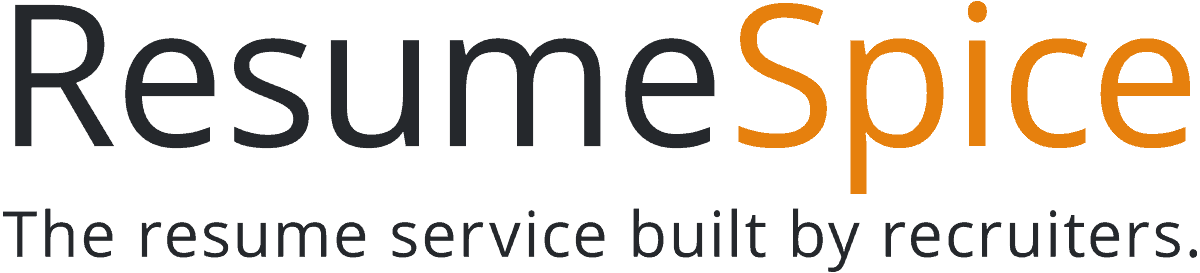 ResumeSpice
The resume service built by recruiters.